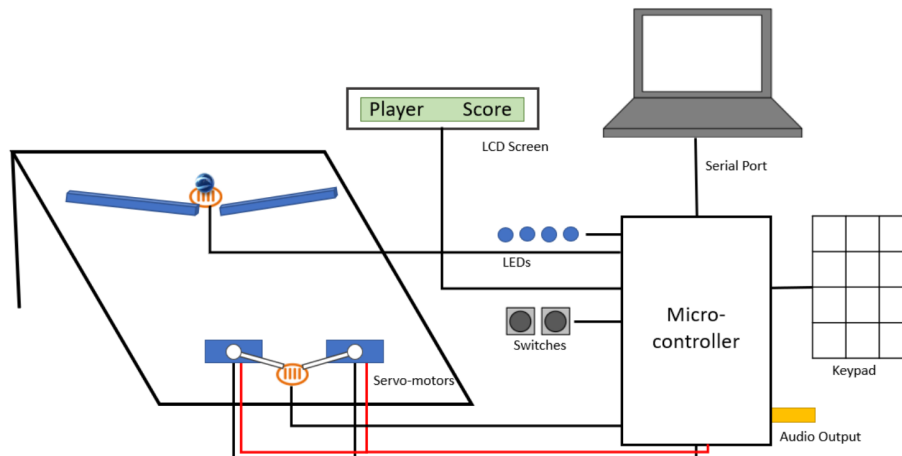 Player Score
LCD Screen
Serial Port
LEDs
Micro-
controller
Switches
Keypad
Servo-motors
Audio Output